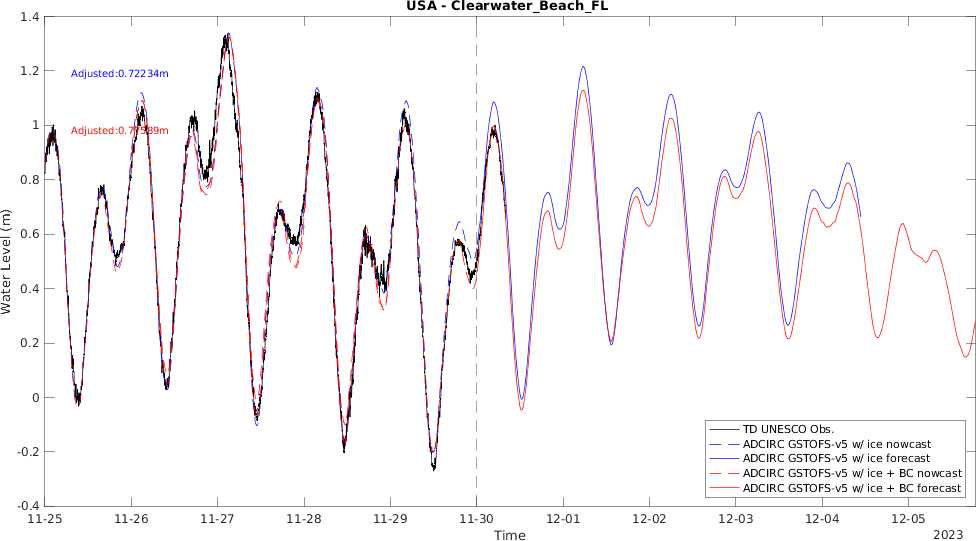 USA - Clearwater_Beach_FL
1.4
1.2
1
0.8
0.6
0.4
0.2
0
-0.2
-0.4
Water Level (m)
Adjusted:0.72234m
TD UNESCO Obs.
ADCIRC GSTOFS-v5 w/ ice nowcast
ADCIRC GSTOFS-v5 w/ ice forecast
ADCIRC GSTOFS-v5 w/ ice + BC nowcast
ADCIRC GSTOFS-v5 w/ ice + BC forecast
11-25 11-26 11-27 11-28 11-29 11-30 12-01 12-02 12-03 12-04 12-05
Time
2023